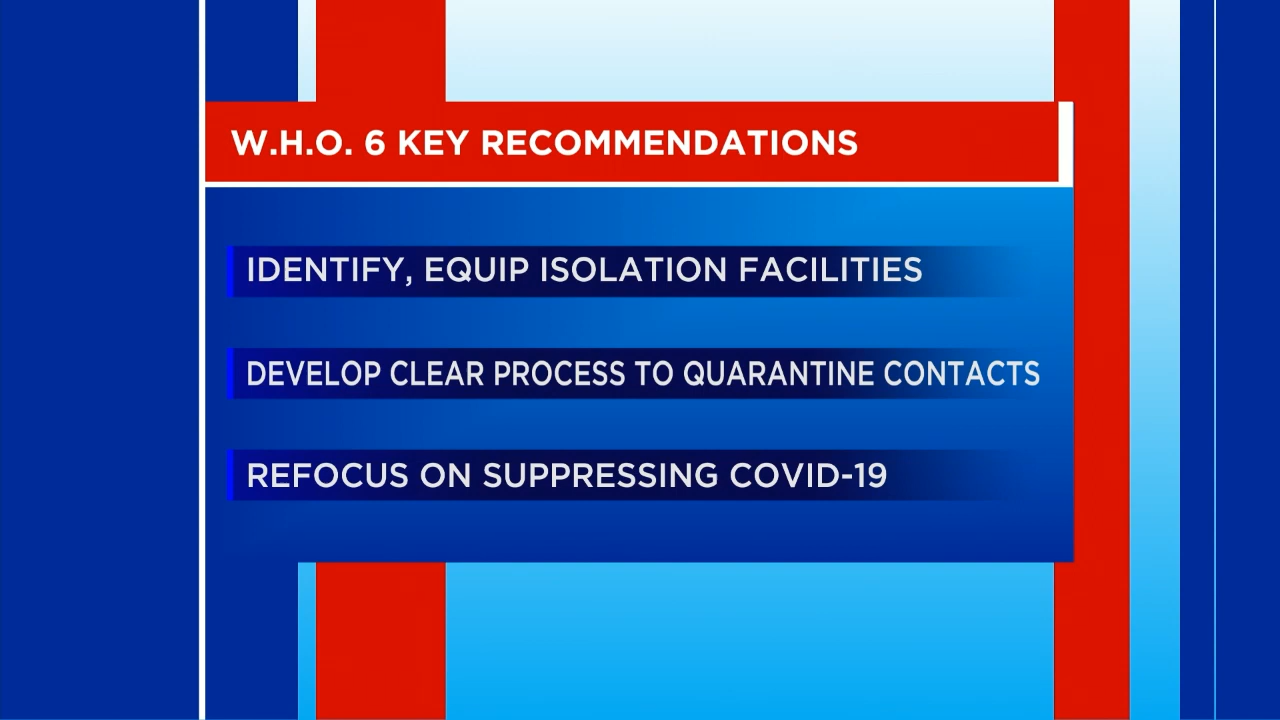 W.H.O. 6 KEY RECOMMENDATIONS
IDENTIFY, EQUIP ISOLATION FACILITIES
DEVELOP CLEAR PROCESS TO QUARANTINE CONTACTS
REFOCUS ON SUPPRESSING COVID-19